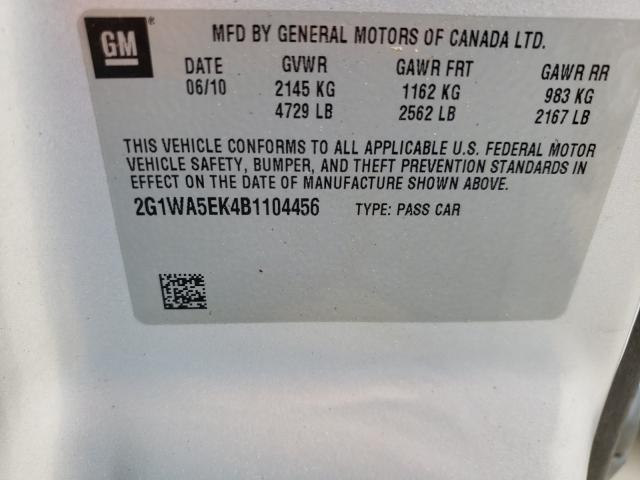 GM ®
MFD BY GENERAL MOTORS OF CANADA LTD.
DATE GVWR GAWR FRT GAWR RR
06/10 2145 KG 1162 KG 983 KG
4729 LB 2562 LB 2167 LB
THIS VEHICLE CONFORMS TO ALL APPLICABLE U.S. FEDERAL MOTOR
VEHICLE SAFETY, BUMPER, AND THEFT PREVENTION STANDARDS IN
EFFECT ON THE DATE OF MANUFACTURE SHOWN ABOVE.
2G1WA5EK4B1104456 TYPE: PASS CAR